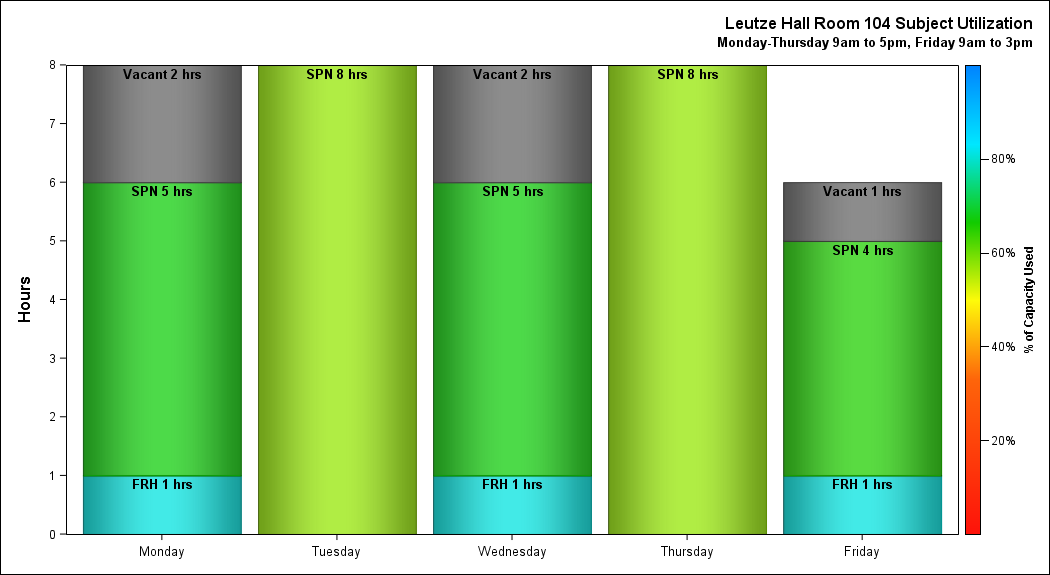 Leutze Hall Room 104 Subject Utilization
Monday-Thursday 9am to 5pm, Friday 9am to 3pm
Hours
8
7
6
5
4
3
2
1
0
Vacant 2 hrs
SPN 5 hrs
FRH 1 hrs
SPN 8 hrs
Vacant 2 hrs
SPN 5 hrs
FRH 1 hrs
SPN 8 hrs
Vacant 1 hrs
SPN 4 hrs
FRH 1 hrs
Monday
Tuesday
Wednesday
Thursday
Friday
80%
60%
40%
20%
% of Capacity Used